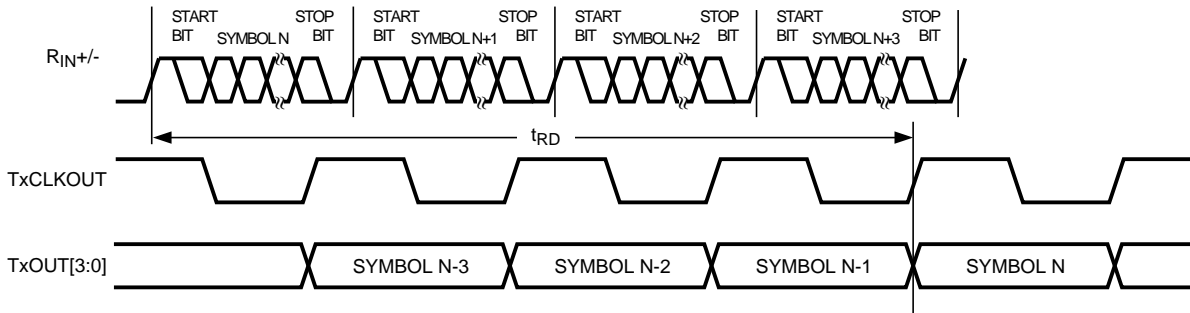 START STOP START STOP START STOP START STOP
BIT SYMBOL N BIT BIT SYMBOL N+1 BIT BIT SYMBOL N+2 BIT BIT SYMBOL N+3 BIT
RIN+/-
tRD
TxCLKOUT
TxOUT[3:0] SYMBOL N-3 SYMBOL N-2 SYMBOL N-1 SYMBOL N